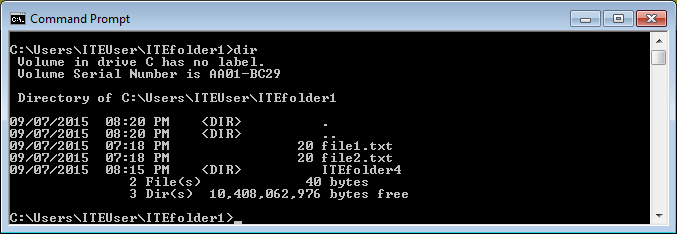 Command Prompt
C:\Users\ITEUser\ITEfolder1>dir
 Volume in drive C has no label.
 Volume Serial Number is AA01-BC29

 Directory of C:\Users\ITEUser\ITEfolder1

09/07/2015  08:20 PM    <DIR>          .
09/07/2015  08:20 PM    <DIR>          ..
09/07/2015  07:18 PM                20 file1.txt
09/07/2015  07:18 PM                20 file2.txt
09/07/2015  08:15 PM    <DIR>          ITEfolder4
               2 File(s)             40 bytes
               3 Dir(s)  10,408,062,976 bytes free

C:\Users\ITEUser\ITEfolder1>_